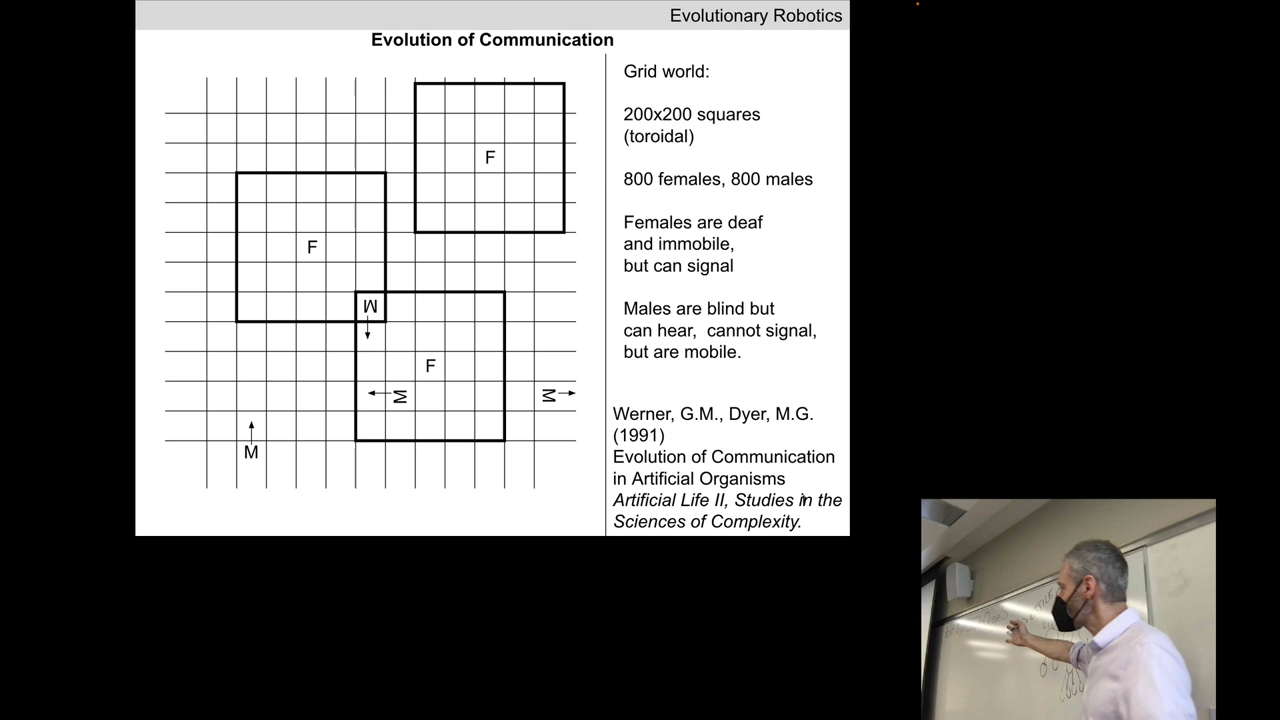 Evolutionary Robotics
Evolution of Communication
Grid world:
200x200 squares
(toroidal)
800 females, 800 males
Females are deaf
and immobile,
but can signal
Males are blind but
can hear, cannot signal,
but are mobile.
Werner, G.M., Dyer, M.G.
(1991)
Evolution of Communication
in Artificial Organisms
Artificial Life II, Studies in the
Sciences of Complexity.
F
F
M
F
M
M
M